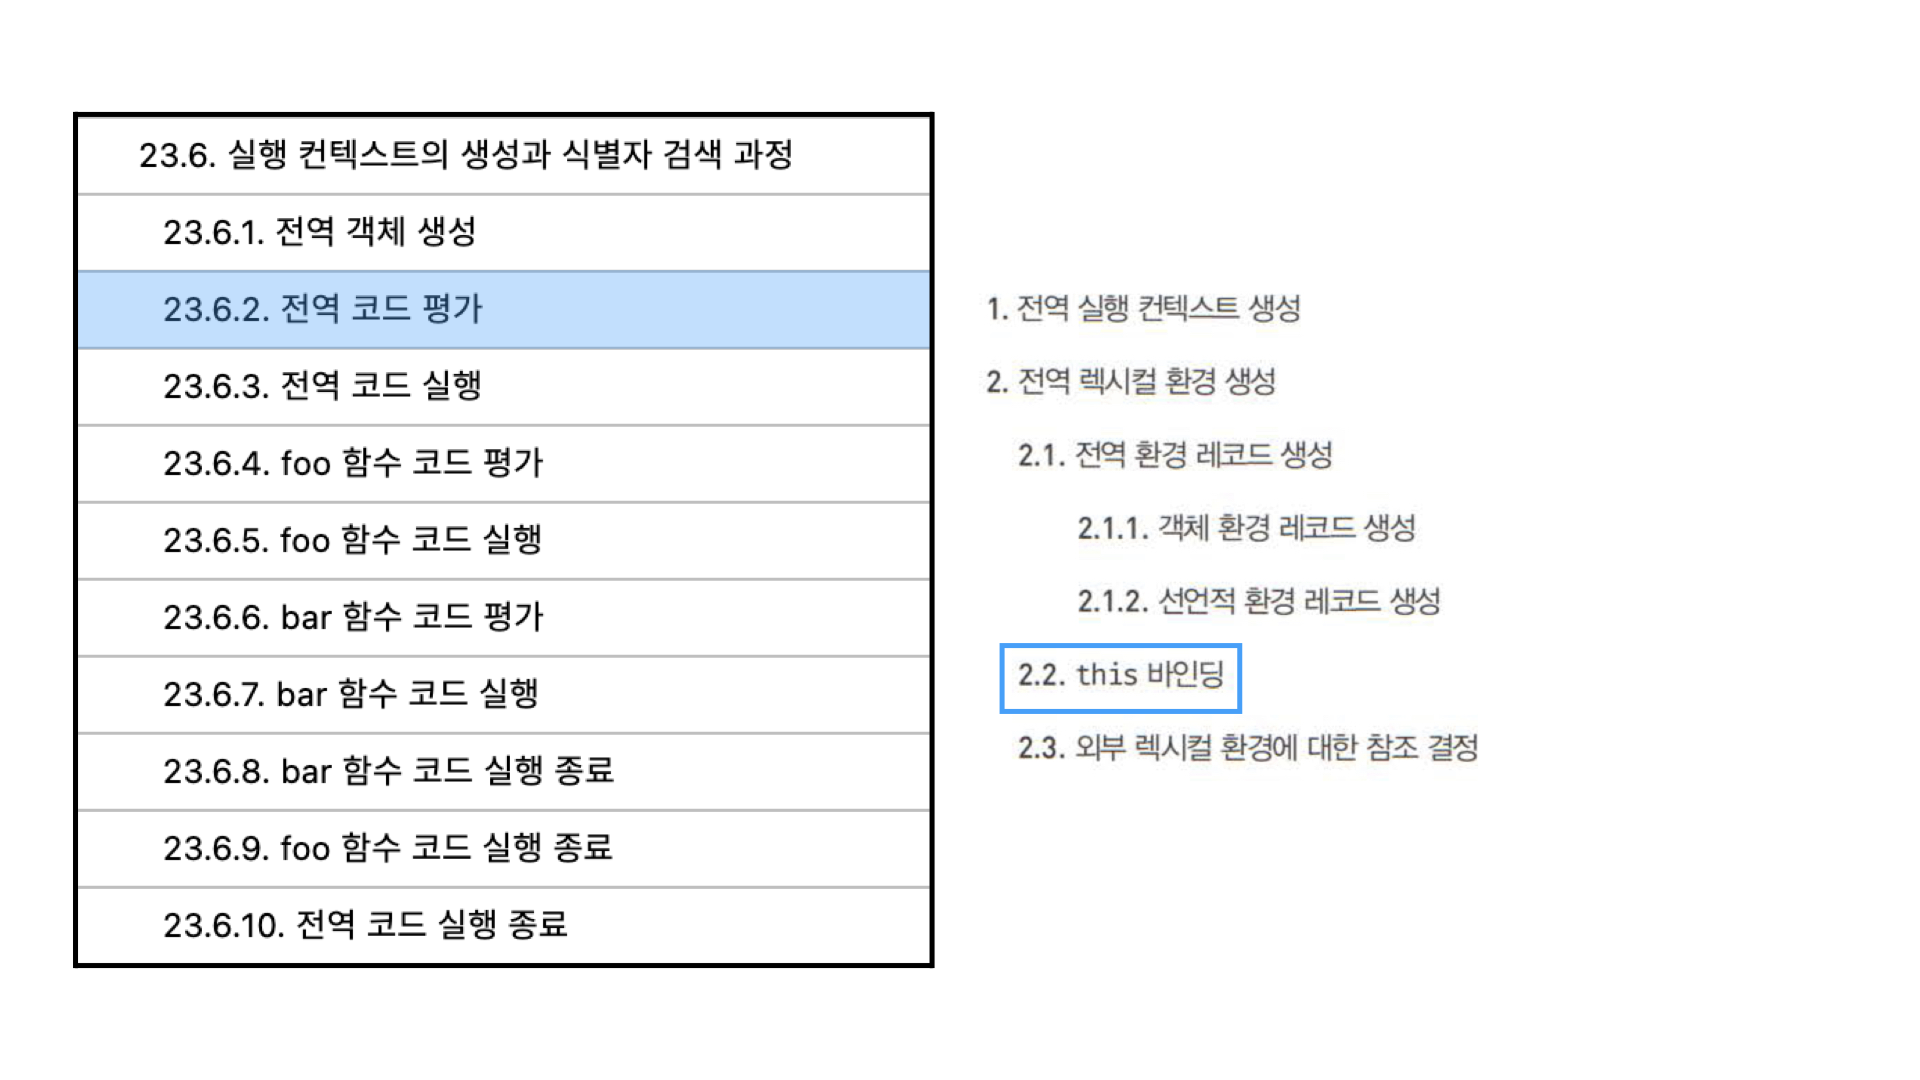 23.6. 실행 컨텍스트의 생성과 식별자 검색 과정
23.6.1. 전역 객체 생성
23.6.2. 전역 코드 평가
23.6.3. 전역 코드 실행
23.6.4. foo 함수 코드 평가
23.6.5. foo 함수 코드 실행
23.6.6. bar 함수 코드 평가
23.6.7. bar 함수 코드 실행
23.6.8. bar 함수 코드 실행 종료
23.6.9. foo 함수 코드 실행 종료
23.6.10. 전역 코드 실행 종료
1. 전역 실행 컨텍스트 생성
2. 전역 렉시컬 환경 생성
2.1. 전역 환경 레코드 생성
2.1.1. 객체 환경 레코드 생성
2.1.2. 선언적 환경 레코드 생성
2.2. this 바인딩
2.3. 외부 렉시컬 환경에 대한 참조 결정